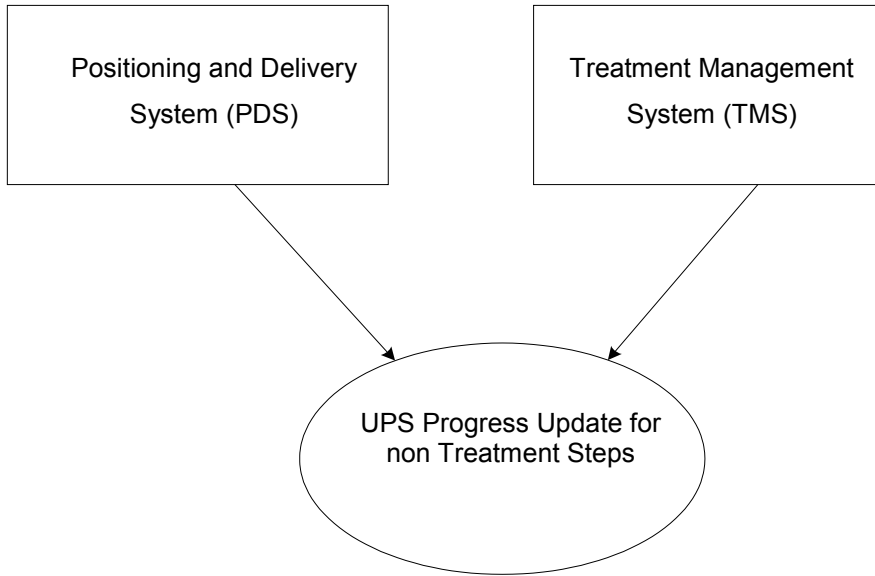 Positioning and Delivery
System (PDS)
Treatment Management
System (TMS)
UPS Progress Update for
non Treatment Steps